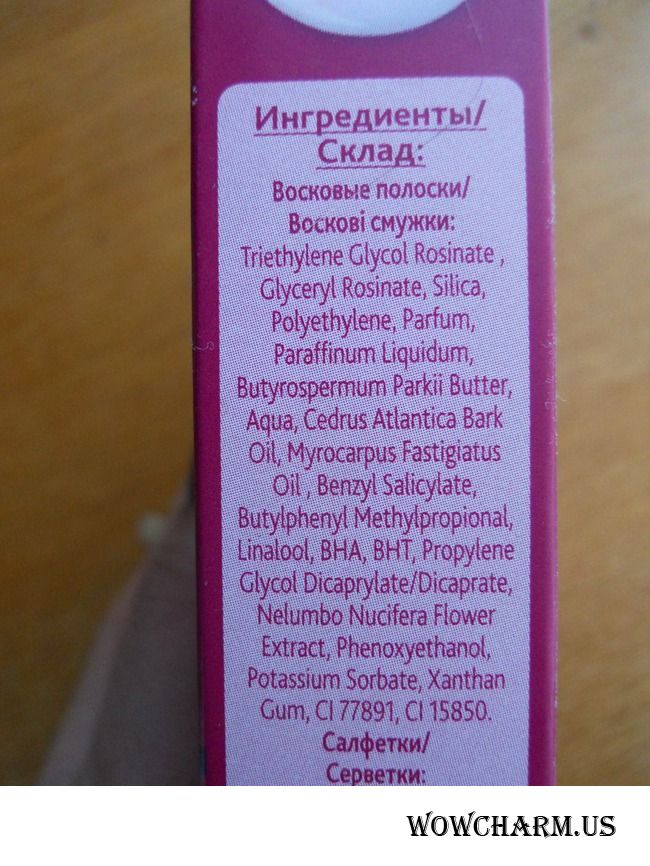 Ингредиенты/
Склад:
Восковые полоски/
Воскові смужки:
Triethylene Glycol Rosinate ,
Glyceryl Rosinate, Silica,
Polyethylene, Parfum,
Paraffinum Liquidum,
Butyrospermum Parkii Butter,
Aqua, Cedrus Atlantica Bark
Oil, Myrocarpus Fastigiatus
Oil , Benzyl Salicylate,
Butylphenyl Methylpropional,
Linalool, BHA, BHT, Propylene
Glycol Dicaprylate/Dicaprate,
Nelumbo Nucifera Flower
Extract, Phenoxyethanol,
Potassium Sorbate, Xanthan
Gum, CI 77891, CI 15850.
Салфетки/
Серветки:
WOWCHARM.US